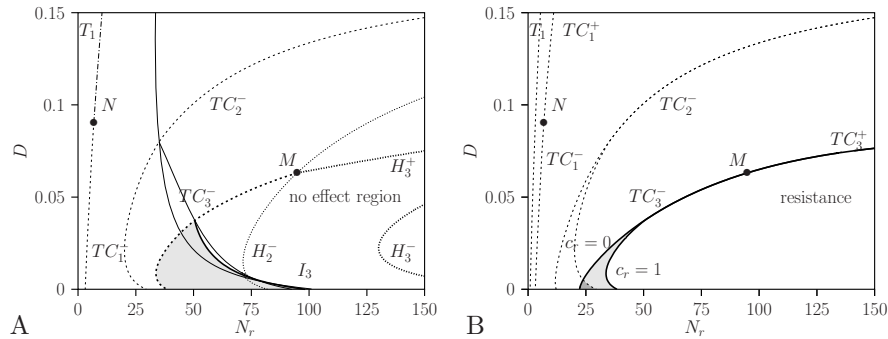 0.15
T₁
N
TC₂⁻
0.1
D
M
H₃⁺
TC₃⁻
no effect region
0.05
TC₁⁻
H₂⁻
H₃⁻
I₃
0
0 25 50 75 100 125 150
A
Nᵣ
0.15
T₁
TC₁⁺
N
TC₂⁻
0.1
D
TC₁⁻
TC₃⁺
M
TC₃⁻
resistance
0.05
cᵣ = 0
cᵣ = 1
0
0 25 50 75 100 125 150
B
Nᵣ